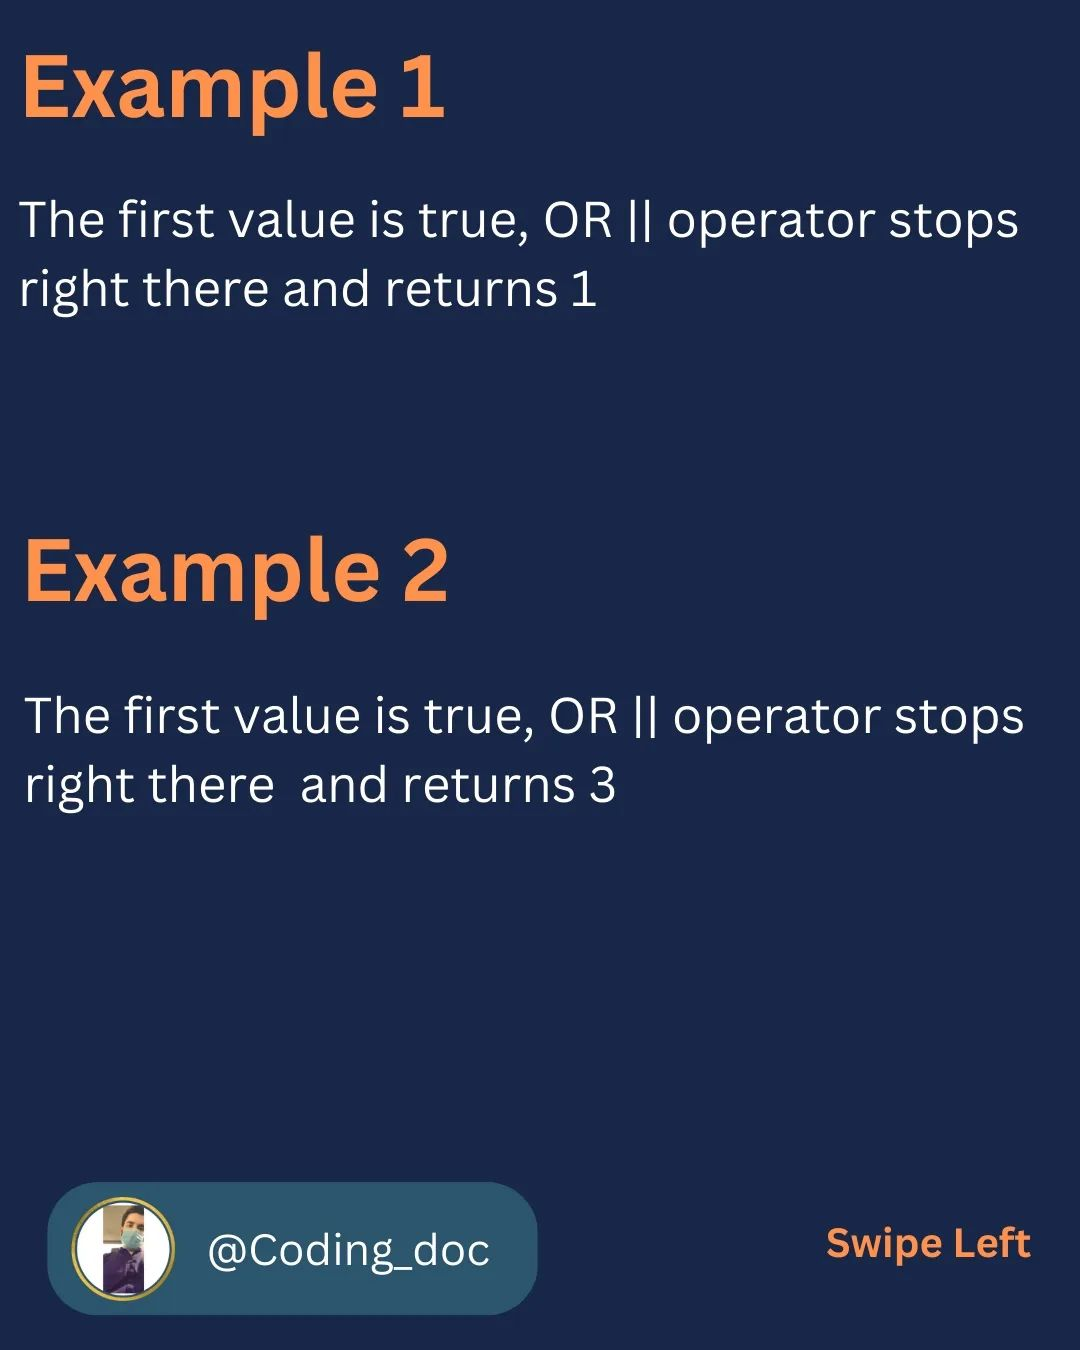 Example 1
The first value is true, OR || operator stops
right there and returns 1
Example 2
The first value is true, OR || operator stops
right there  and returns 3
@Coding_doc
Swipe Left